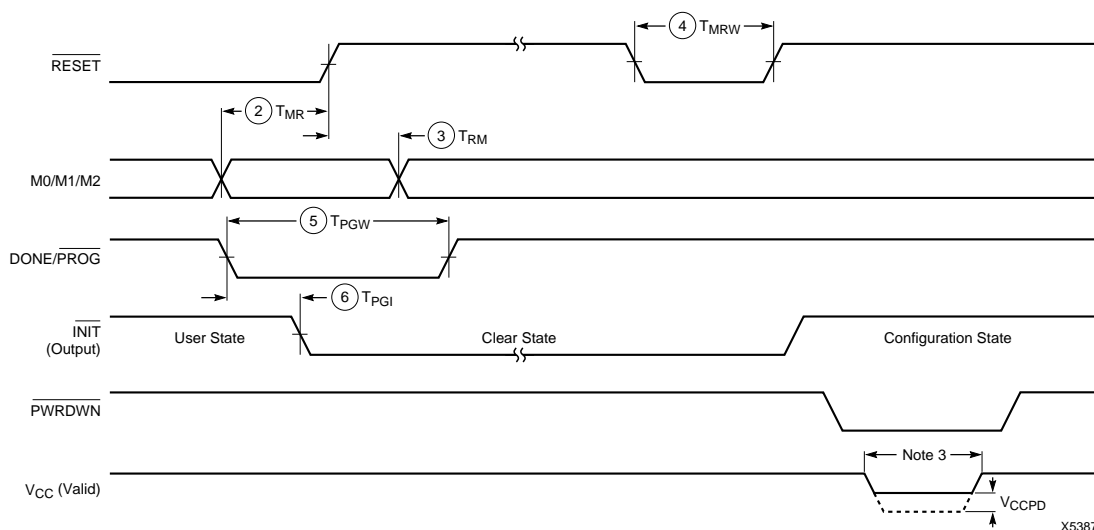 RESET
4 TMRW
2 TMR
3 TRM
M0/M1/M2
5 TPGW
DONE/PROG
6 TPGI
INIT
(Output)
User State
Clear State
Configuration State
PWRDWN
Note 3
VCC (Valid)
VCCPD
X5387